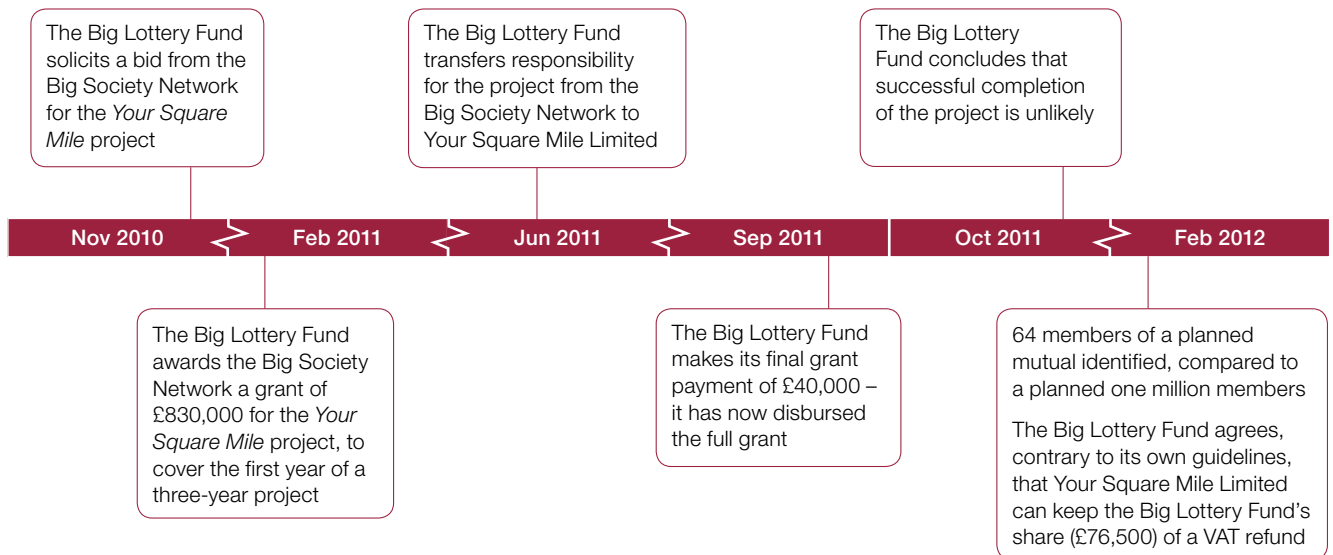 The Big Lottery Fund
solicits a bid from the
Big Society Network
for the Your Square
Mile project
The Big Lottery Fund
transfers responsibility
for the project from the
Big Society Network to
Your Square Mile Limited
The Big Lottery
Fund concludes that
successful completion
of the project is unlikely
Nov 2010
Feb 2011
Jun 2011
Sep 2011
Oct 2011
Feb 2012
The Big Lottery Fund
awards the Big Society
Network a grant of
£830,000 for the Your
Square Mile project, to
cover the first year of a
three-year project
The Big Lottery Fund
makes its final grant
payment of £40,000 –
it has now disbursed
the full grant
64 members of a planned
mutual identified, compared to
a planned one million members
The Big Lottery Fund agrees,
contrary to its own guidelines,
that Your Square Mile Limited
can keep the Big Lottery Fund’s
share (£76,500) of a VAT refund